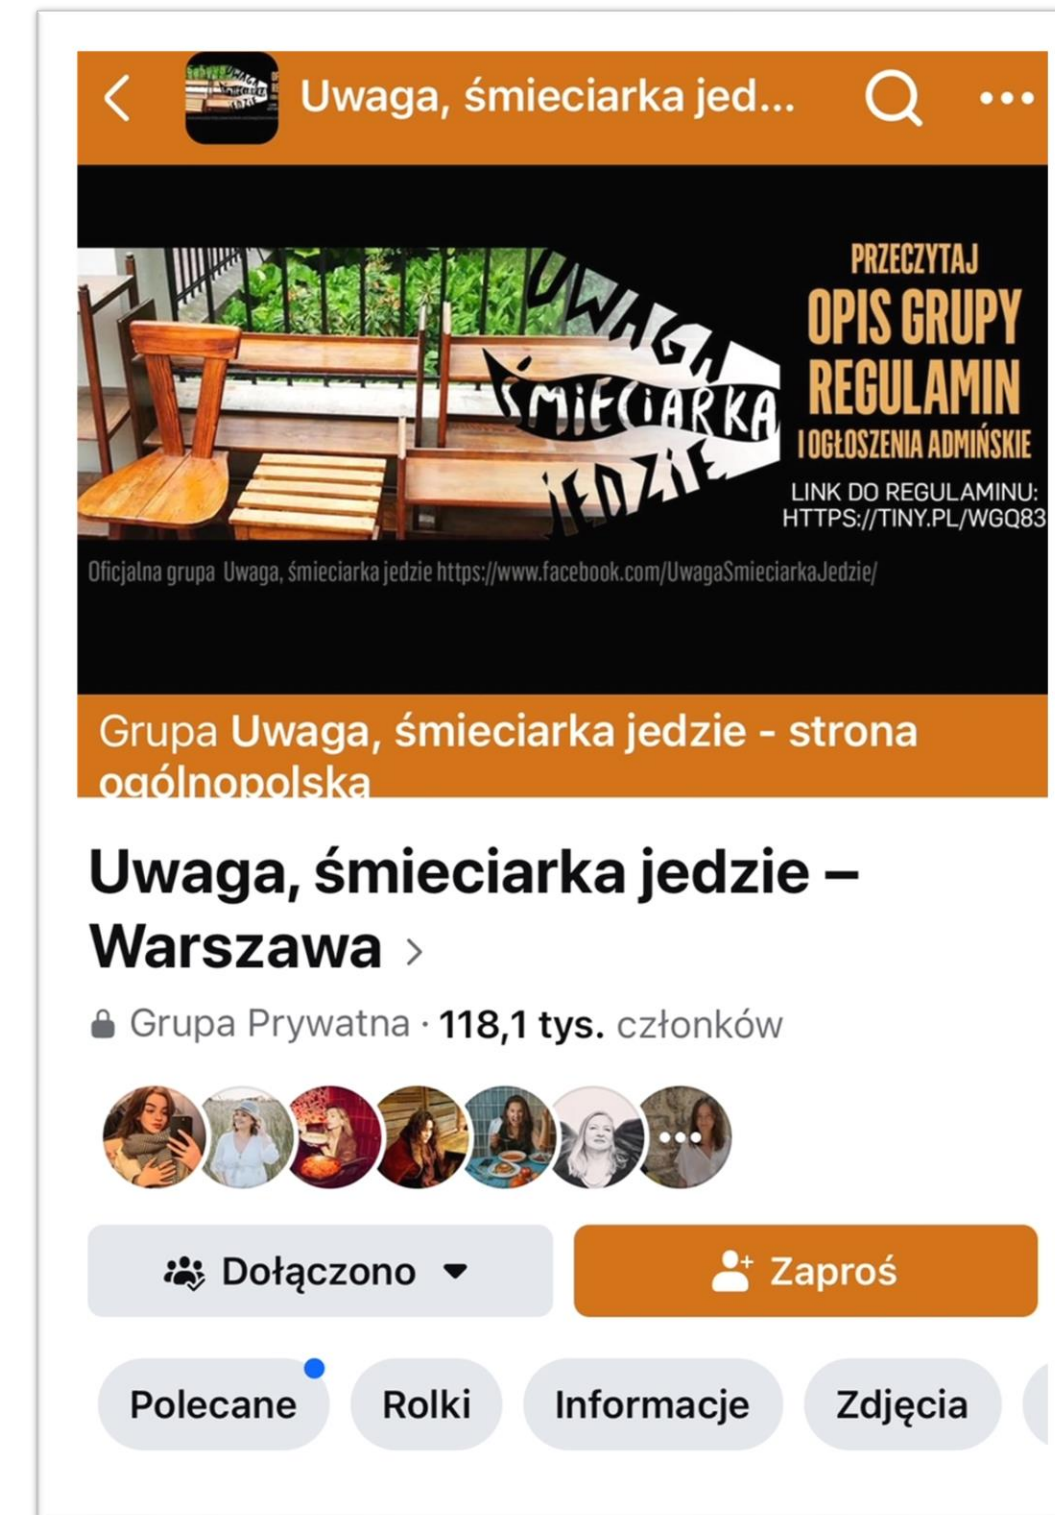 Uwaga, śmieciarka jed...
UWAGA
ŚMIECIARKA
JEDZIE
PRZECZYTAJ
OPIS GRUPY
REGULAMIN
I OGŁOSZENIA ADMIŃSKIE
LINK DO REGULAMINU:
HTTPS://TINY.PL/WGQ83
Oficjalna grupa Uwaga, śmieciarka jedzie https://www.facebook.com/UwagaSmieciarkaJedzie/
Grupa Uwaga, śmieciarka jedzie - strona
ogólnopolska
Uwaga, śmieciarka jedzie –
Warszawa >
Grupa Prywatna · 118,1 tys. członków
Dołączono
Zaproś
Polecane Rolki Informacje Zdjęcia